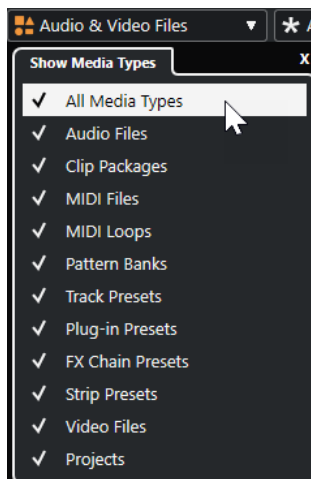 Audio & Video Files
Show Media Types
X
All Media Types
Audio Files
Clip Packages
MIDI Files
MIDI Loops
Pattern Banks
Track Presets
Plug-in Presets
FX Chain Presets
Strip Presets
Video Files
Projects